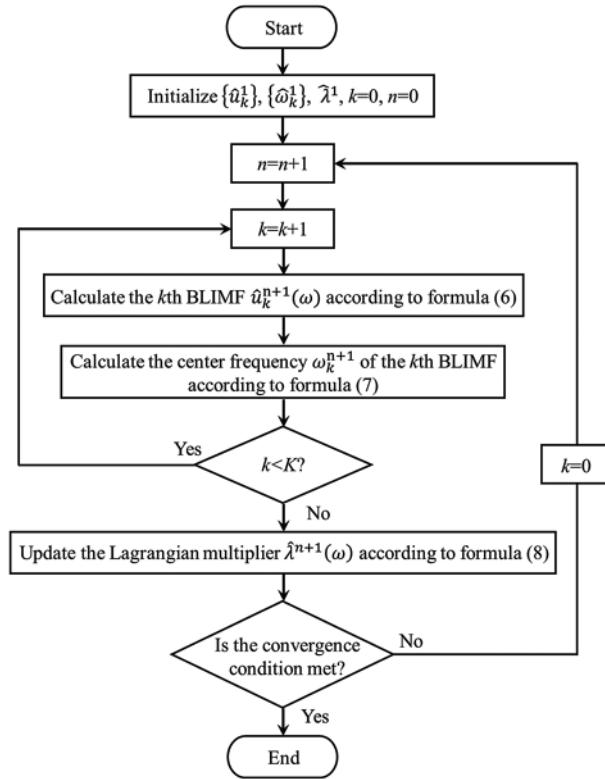 Start
Initialize {û_k^1}, {ω̂_k^1}, λ̂^1, k=0, n=0
n=n+1
k=k+1
Calculate the kth BLIMF û_k^{n+1}(ω) according to formula (6)
Calculate the center frequency ω_k^{n+1} of the kth BLIMF
according to formula (7)
Yes
k<K?
k=0
No
Update the Lagrangian multiplier λ̂^{n+1}(ω) according to formula (8)
Is the convergence
condition met?
No
Yes
End